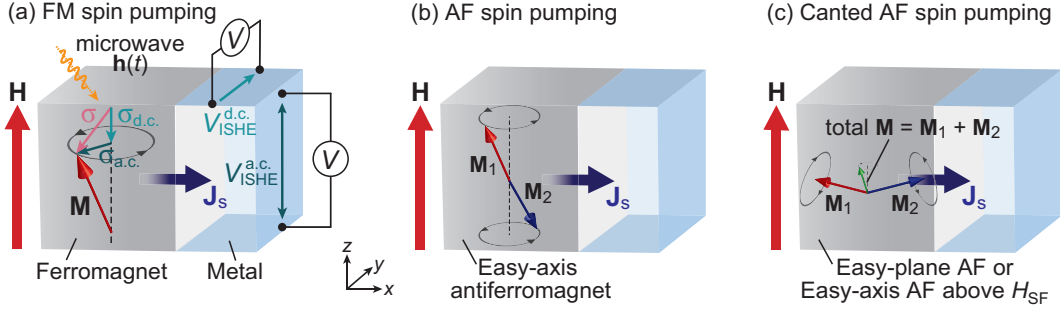 (a) FM spin pumping
microwave
h(t)
H
σ
σd.c.
σa.c.
M
V
V d.c. ISHE
V a.c. ISHE
V
Js
Ferromagnet
Metal
z
y
x
(b) AF spin pumping
H
M1
M2
Js
Easy-axis
antiferromagnet
(c) Canted AF spin pumping
H
total M = M1 + M2
M1
M2
Js
Easy-plane AF or
Easy-axis AF above HSF